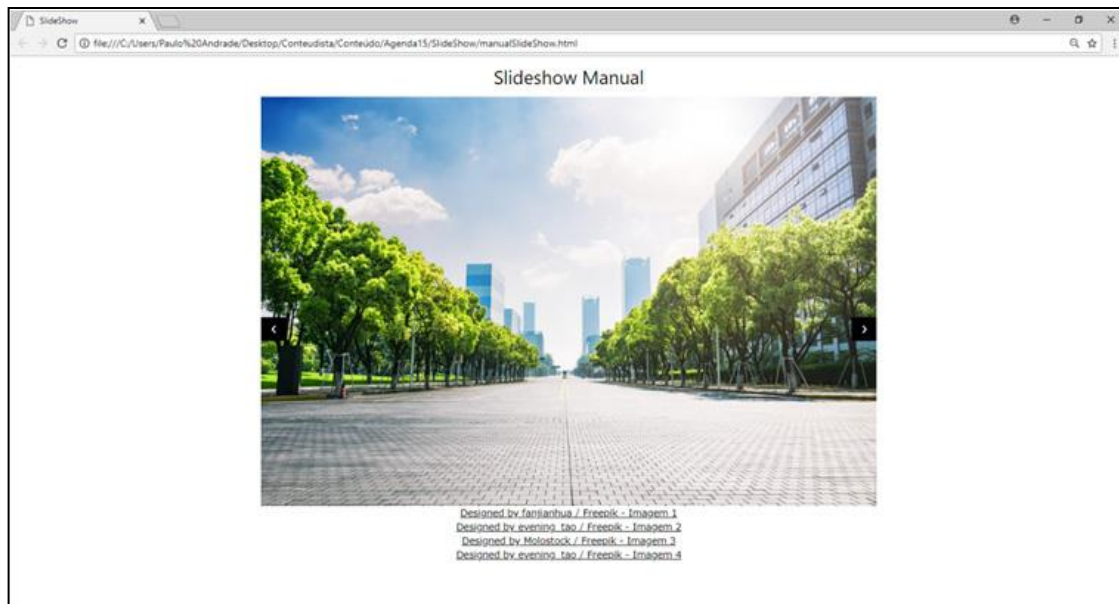 SlideShow
file:///C:/Users/Paulo%20Andrade/Desktop/Conteudista/Conteúdo/Agenda15/SlideShow/manualSlideShow.html
Slideshow Manual
Designed by fanjianhua / Freepik - Imagem 1
Designed by evening_tao / Freepik - Imagem 2
Designed by Molostock / Freepik - Imagem 3
Designed by evening_tao / Freepik - Imagem 4